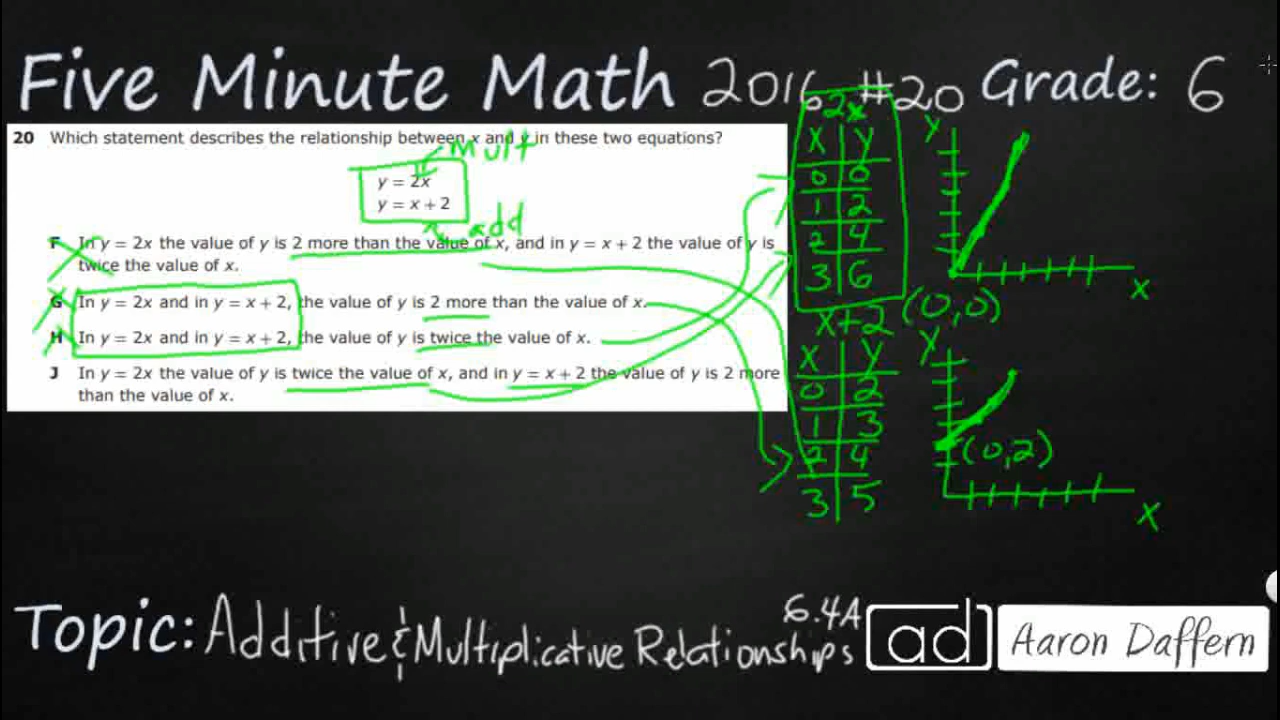 Five Minute Math 2016 #20 Grade: 6
20 Which statement describes the relationship between x and y in these two equations?
Mult
y = 2x
y = x + 2
add
F In y = 2x the value of y is 2 more than the value of x, and in y = x + 2 the value of y is
twice the value of x.
G In y = 2x and in y = x + 2, the value of y is 2 more than the value of x.
H In y = 2x and in y = x + 2, the value of y is twice the value of x.
J In y = 2x the value of y is twice the value of x, and in y = x + 2 the value of y is 2 more
than the value of x.
2x
X Y
0 0
1 2
2 4
3 6
Y
X
(0,0)
X+2
X Y
0 2
1 3
2 4
3 5
Y
(0,2)
X
Topic: Additive & Multiplicative Relationships
6.4A
ad
Aaron Daffern